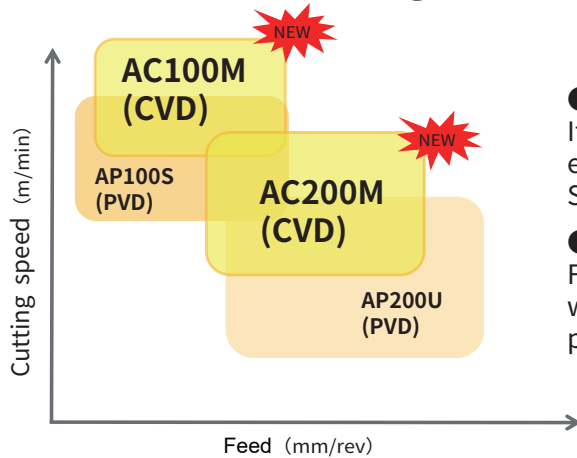 NEW
AC100M
(CVD)
NEW
AP100S
(PVD)
AC200M
(CVD)
AP200U
(PVD)
Cutting speed (m/min)
Feed (mm/rev)